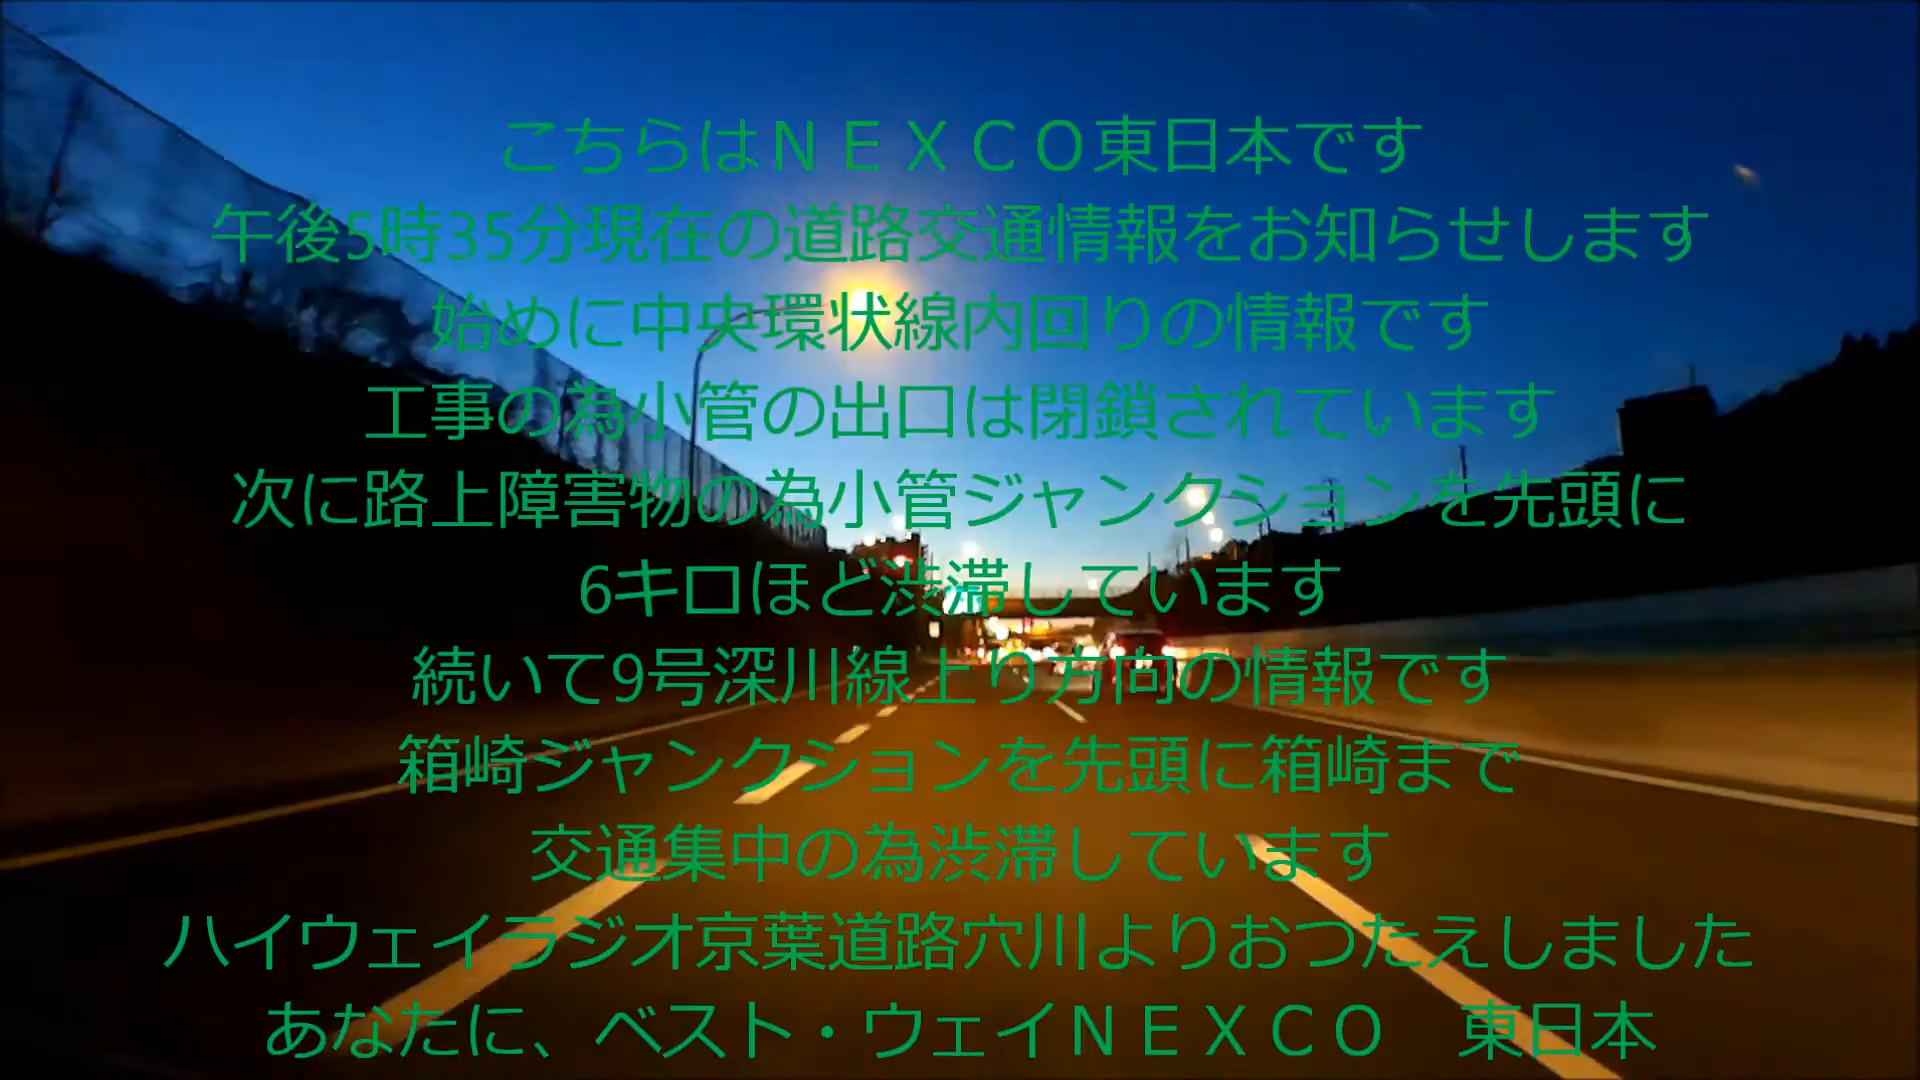 こちらはＮＥＸＣＯ東日本です
午後5時35分現在の道路交通情報をお知らせします
始めに中央環状線内回りの情報です
工事の為小管の出口は閉鎖されています
次に路上障害物の為小管ジャンクションを先頭に
6キロほど渋滞しています
続いて9号深川線上り方向の情報です
箱崎ジャンクションを先頭に箱崎まで
交通集中の為渋滞しています
ハイウェイラジオ京葉道路穴川よりおつたえしました
あなたに、ベスト・ウェイＮＥＸＣＯ　東日本